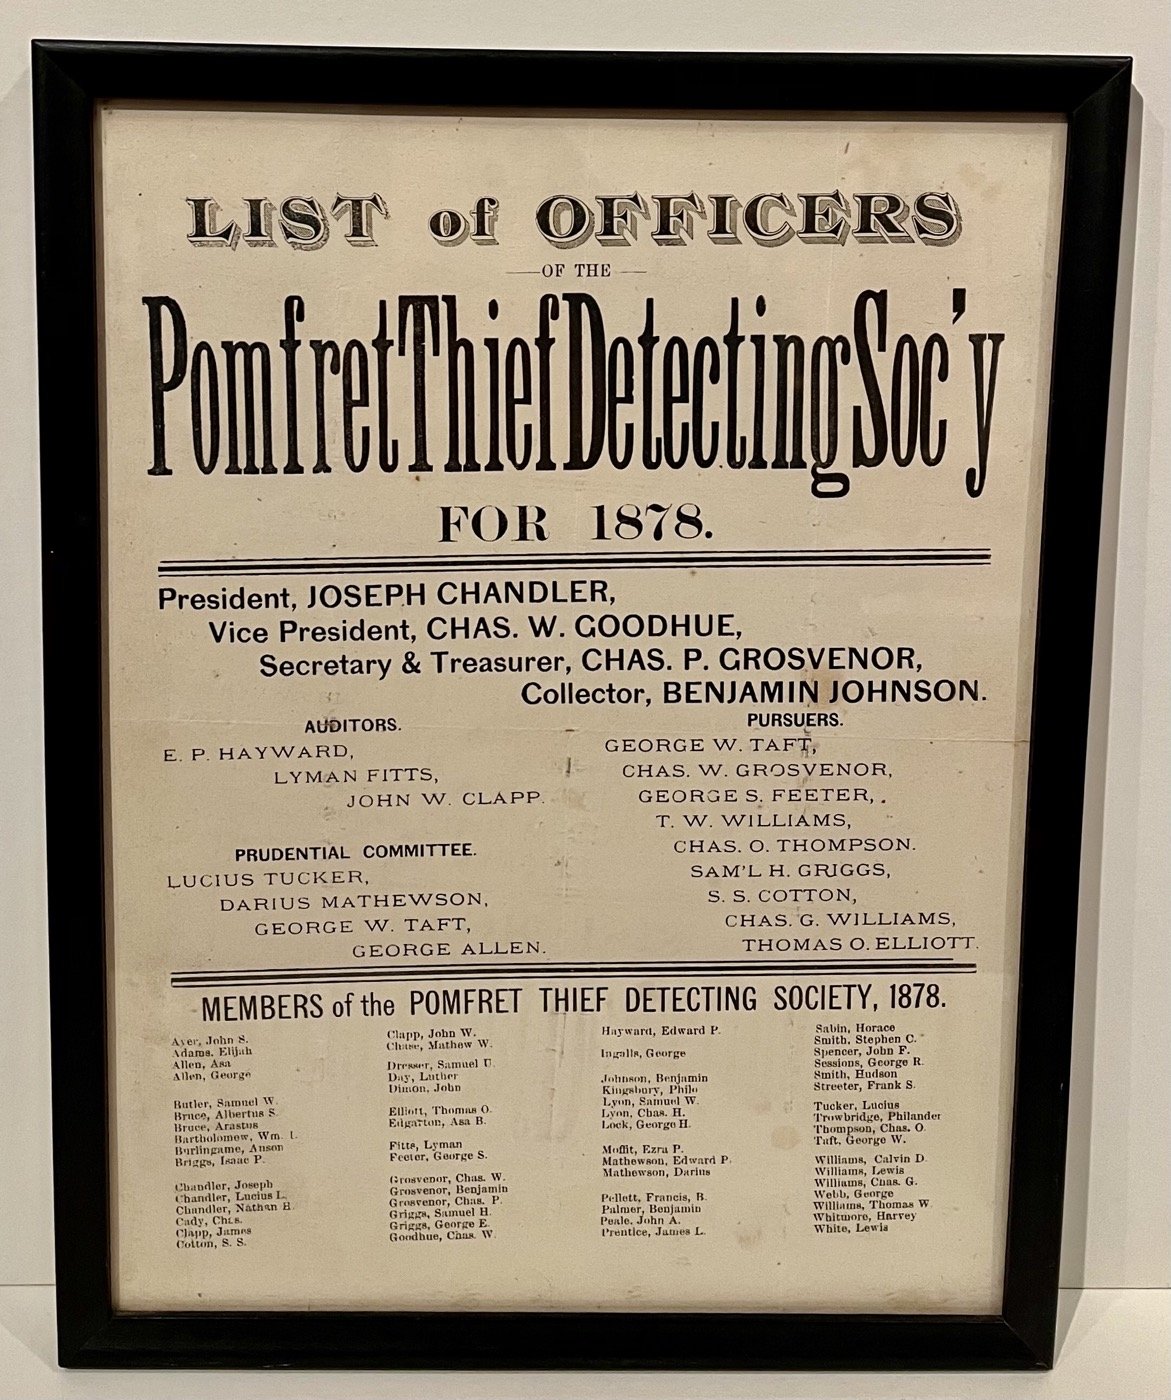 LIST of OFFICERS
OF THE
Pomfret Thief Detecting Soc'y
FOR 1878.
President, JOSEPH CHANDLER,
Vice President, CHAS. W. GOODHUE,
Secretary & Treasurer, CHAS. P. GROSVENOR,
Collector, BENJAMIN JOHNSON.
AUDITORS.
E. P. HAYWARD,
LYMAN FITTS,
JOHN W. CLAPP.
PRUDENTIAL COMMITTEE.
LUCIUS TUCKER,
DARIUS MATHEWSON,
GEORGE W. TAFT,
GEORGE ALLEN.
PURSUERS.
GEORGE W. TAFT,
CHAS. W. GROSVENOR,
GEORGE S. FEETER,
T. W. WILLIAMS,
CHAS. O. THOMPSON.
SAM'L H. GRIGGS,
S. S. COTTON,
CHAS. G. WILLIAMS,
THOMAS O. ELLIOTT.
MEMBERS of the POMFRET THIEF DETECTING SOCIETY, 1878.
Ayer, John S.
Adams, Elijah
Allen, Asa
Allen, George
Butler, Samuel W.
Bruce, Albertus S.
Bruce, Arastus
Bartholomew, Wm. I.
Burlingame, Anson
Briggs, Isaac P.
Chandler, Joseph
Chandler, Lucius L.
Chandler, Nathan H.
Cady, Chas.
Clapp, James
Cotton, S. S.
Clapp, John W.
Chase, Mathew W.
Dresser, Samuel U.
Day, Luther
Dimon, John
Elliott, Thomas O.
Edgarton, Asa B.
Fitts, Lyman
Feeter, George S.
Grosvenor, Chas. W.
Grosvenor, Benjamin
Grosvenor, Chas. P.
Griggs, Samuel H.
Griggs, George E.
Goodhue, Chas. W.
Hayward, Edward P.
Ingalls, George
Johnson, Benjamin
Kingsbury, Philo
Lyon, Samuel W.
Lyon, Chas. H.
Lock, George H.
Moffit, Ezra P.
Mathewson, Edward P.
Mathewson, Darius
Pellett, Francis, B.
Palmer, Benjamin
Peale, John A.
Prentice, James L.
Sabin, Horace
Smith, Stephen C.
Spencer, John F.
Sessions, George R.
Smith, Hudson
Streeter, Frank S.
Tucker, Lucius
Trowbridge, Philander
Thompson, Chas. O.
Taft, George W.
Williams, Calvin D.
Williams, Lewis
Williams, Chas. G.
Webb, George
Williams, Thomas W.
Whitmore, Harvey
White, Lewis